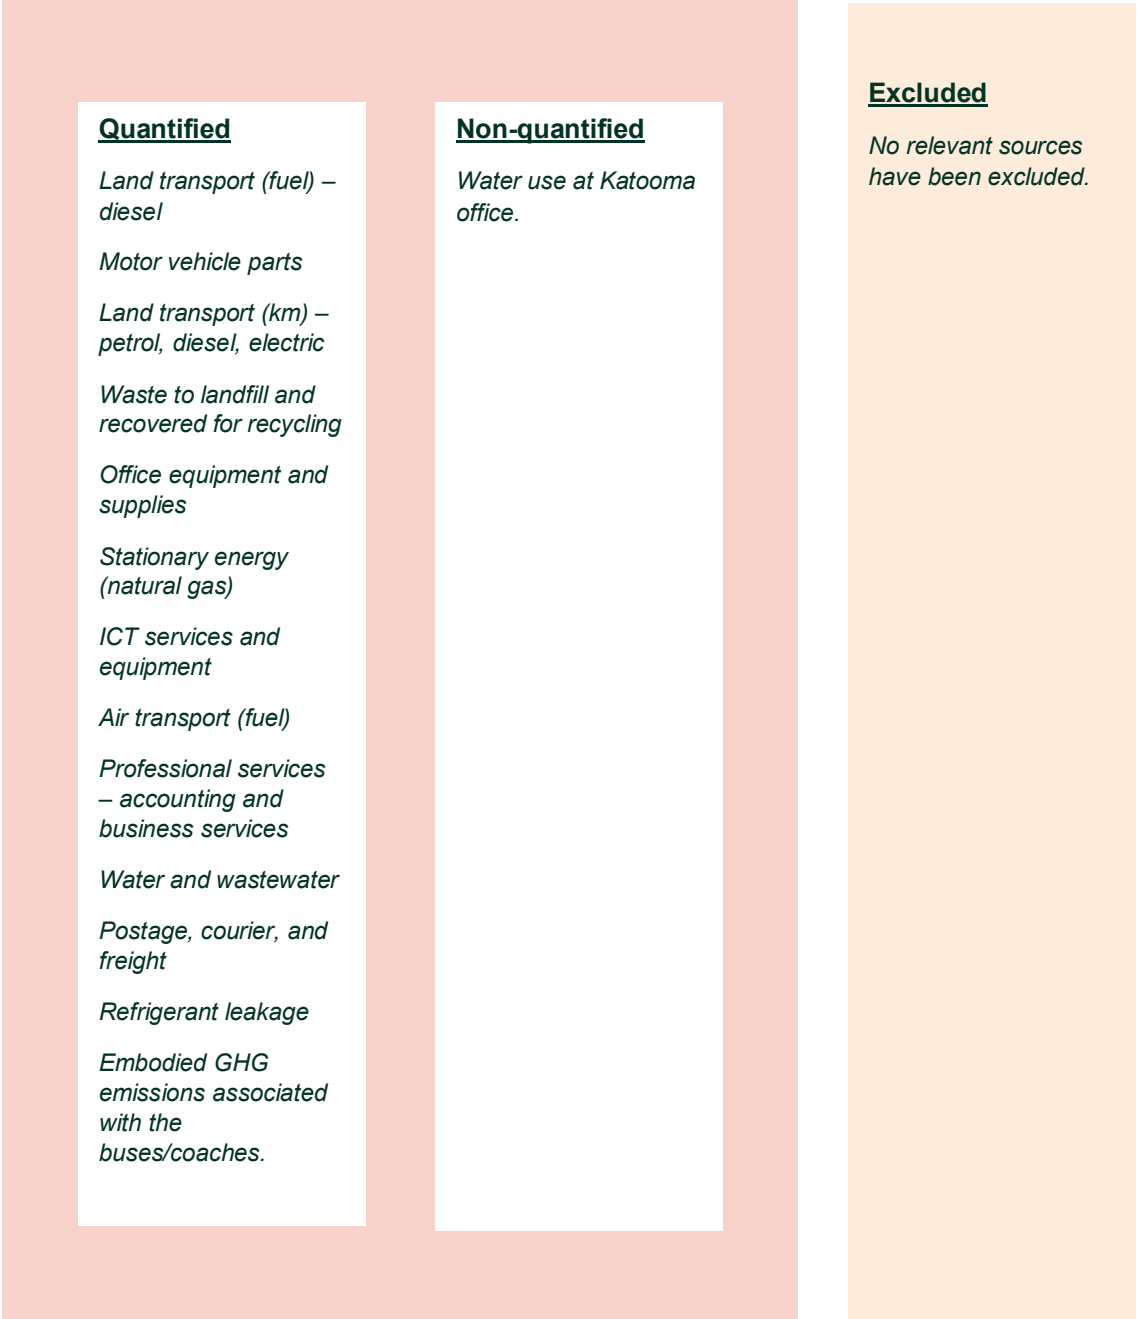 Quantified
Land transport (fuel) –
diesel
Motor vehicle parts
Land transport (km) –
petrol, diesel, electric
Waste to landfill and
recovered for recycling
Office equipment and
supplies
Stationary energy
(natural gas)
ICT services and
equipment
Air transport (fuel)
Professional services
– accounting and
business services
Water and wastewater
Postage, courier, and
freight
Refrigerant leakage
Embodied GHG
emissions associated
with the
buses/coaches.
Non-quantified
Water use at Katooma
office.
Excluded
No relevant sources
have been excluded.